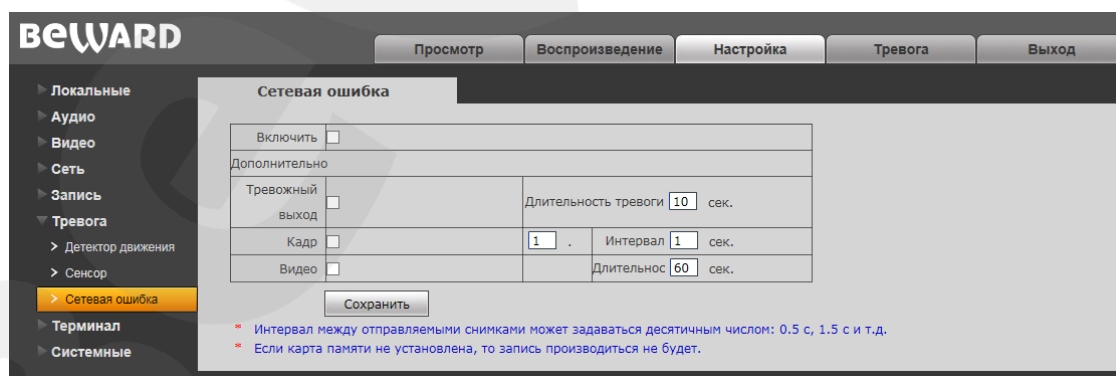 BEWARD
Просмотр Воспроизведение Настройка Тревога Выход
Локальные
Аудио
Видео
Сеть
Запись
Тревога
> Детектор движения
> Сенсор
> Сетевая ошибка
Терминал
Системные
Сетевая ошибка
Включить
Дополнительно
Тревожный выход Длительность тревоги 10 сек.
Кадр 1 . Интервал 1 сек.
Видео Длительнос 60 сек.
Сохранить
* Интервал между отправляемыми снимками может задаваться десятичным числом: 0.5 с, 1.5 с и т.д.
* Если карта памяти не установлена, то запись производиться не будет.